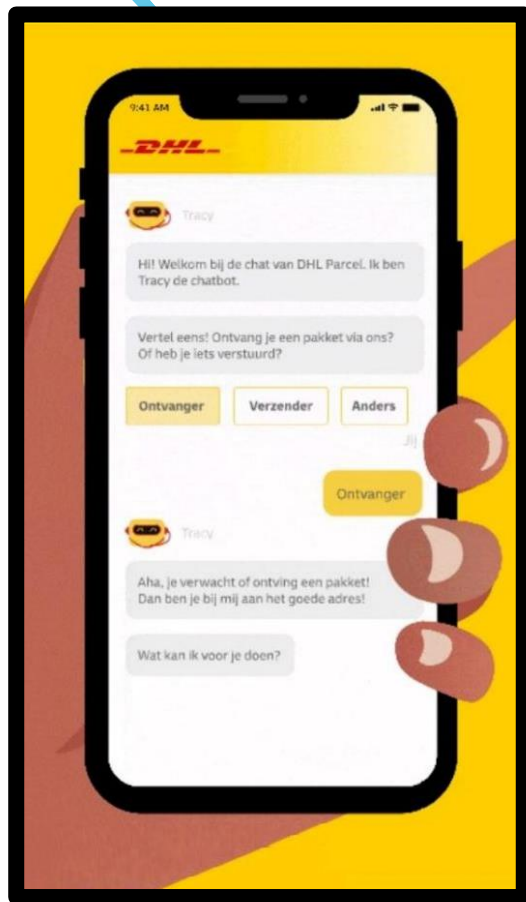 9:41 AM
DHL
Tracy
Hi! Welkom bij de chat van DHL Parcel. Ik ben
Tracy de chatbot.
Vertel eens! Ontvang je een pakket via ons?
Of heb je iets verstuurd?
Ontvanger Verzender Anders
Jij
Ontvanger
Tracy
Aha, je verwacht of ontving een pakket!
Dan ben je bij mij aan het goede adres!
Wat kan ik voor je doen?